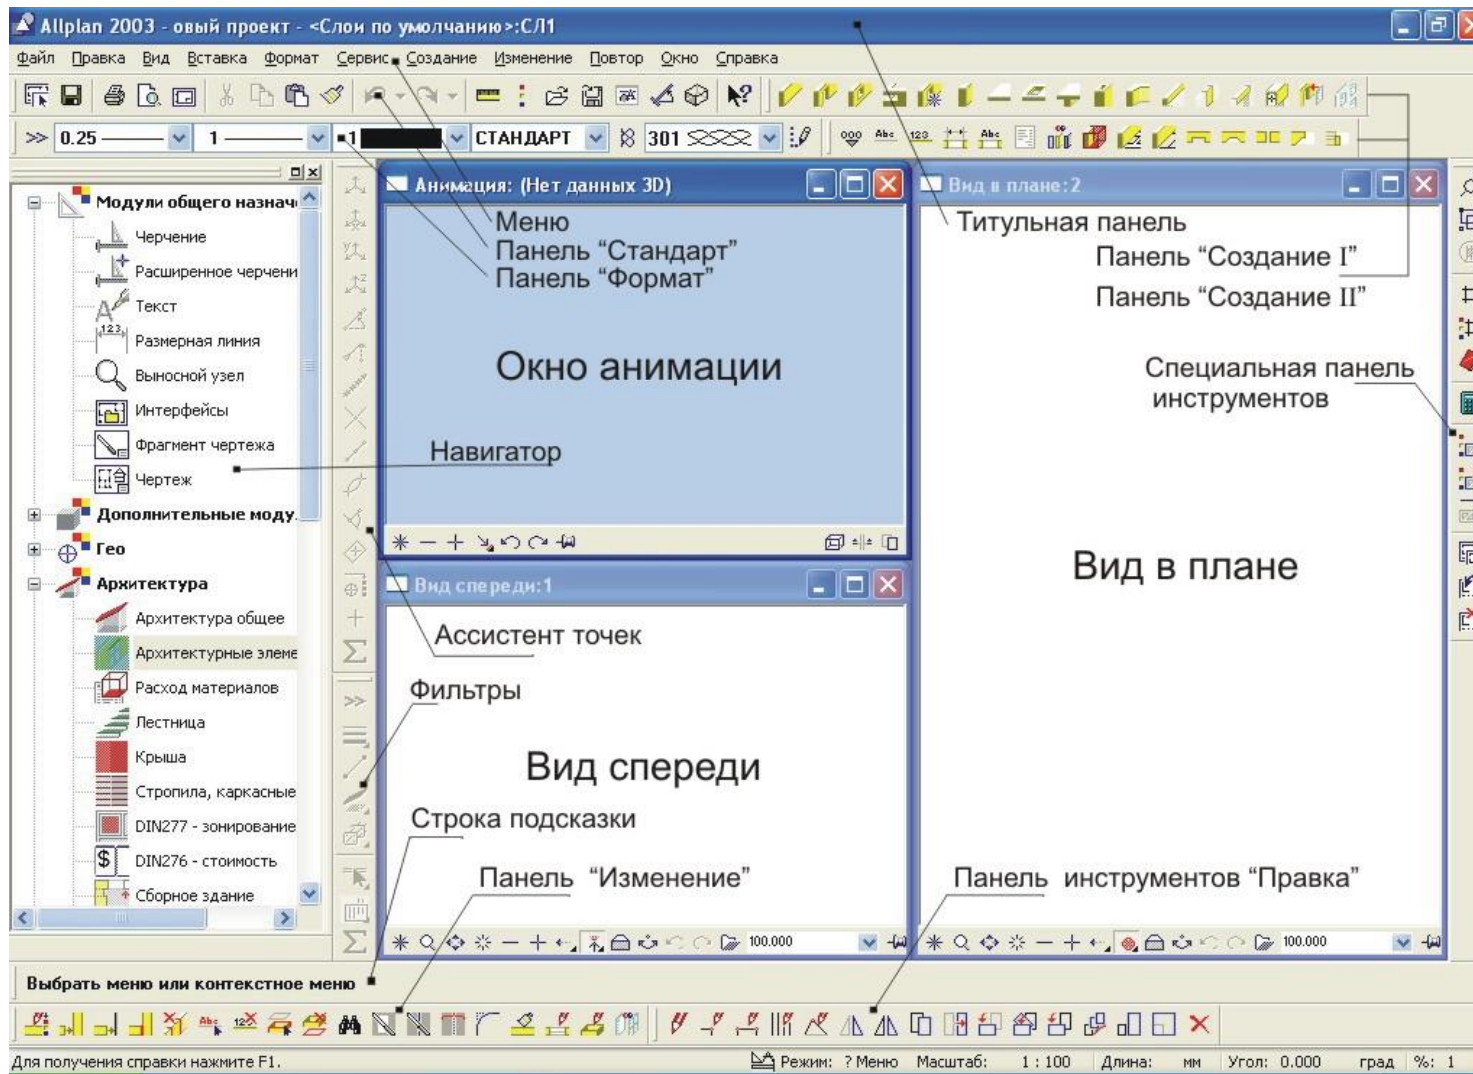 Allplan 2003 - овый проект - <Слои по умолчанию>:СЛ1
Файл Правка Вид Вставка Формат Сервис Создание Изменение Повтор Окно Справка
>> 0.25 1 1 СТАНДАРТ 301
Abc 123 Abc
Модули общего назнач
Черчение
Расширенное черчени
Текст
Размерная линия
Выносной узел
Интерфейсы
Фрагмент чертежа
Чертеж
Дополнительные моду.
Гео
Архитектура
Архитектура общее
Архитектурные элеме
Расход материалов
Лестница
Крыша
Стропила, каркасные
DIN277 - зонирование
DIN276 - стоимость
Сборное здание
Анимация: (Нет данных 3D)
Меню
Панель “Стандарт”
Панель “Формат”
Окно анимации
Навигатор
Вид спереди:1
Ассистент точек
Фильтры
Вид спереди
Строка подсказки
Панель “Изменение”
100.000
Вид в плане:2
Титульная панель
Панель “Создание I”
Панель “Создание II”
Специальная панель
инструментов
Вид в плане
Панель инструментов “Правка”
100.000
Выбрать меню или контекстное меню
Для получения справки нажмите F1.
Режим: ? Меню Масштаб: 1 : 100 Длина: мм Угол: 0.000 град %: 1